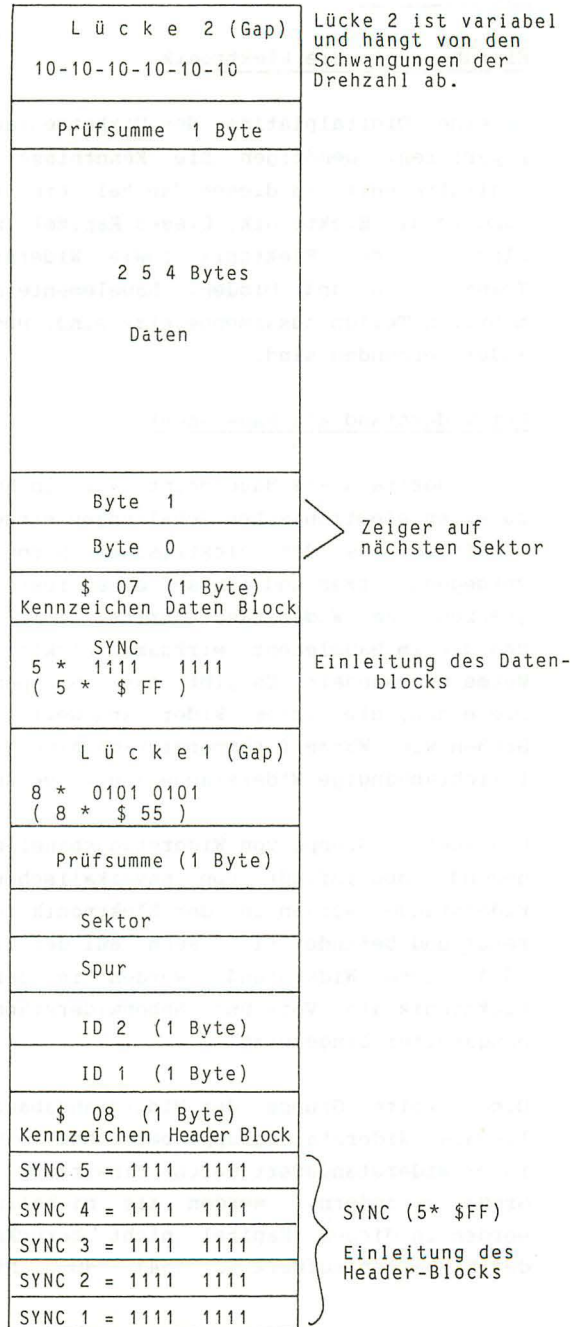 L ü c k e 2 (Gap)
10-10-10-10-10-10
Lücke 2 ist variabel
und hängt von den
Schwangungen der
Drehzahl ab.
Prüfsumme 1 Byte
2 5 4 Bytes
Daten
Byte 1
Byte 0
Zeiger auf
nächsten Sektor
$ 07 (1 Byte)
Kennzeichen Daten Block
SYNC
5 * 1111 1111
( 5 * $ FF )
Einleitung des Daten-
blocks
L ü c k e 1 (Gap)
8 * 0101 0101
( 8 * $ 55 )
Prüfsumme (1 Byte)
Sektor
Spur
ID 2 (1 Byte)
ID 1 (1 Byte)
$ 08 (1 Byte)
Kennzeichen Header Block
SYNC 5 = 1111 1111
SYNC 4 = 1111 1111
SYNC 3 = 1111 1111
SYNC 2 = 1111 1111
SYNC 1 = 1111 1111
SYNC (5* $FF)
Einleitung des
Header-Blocks